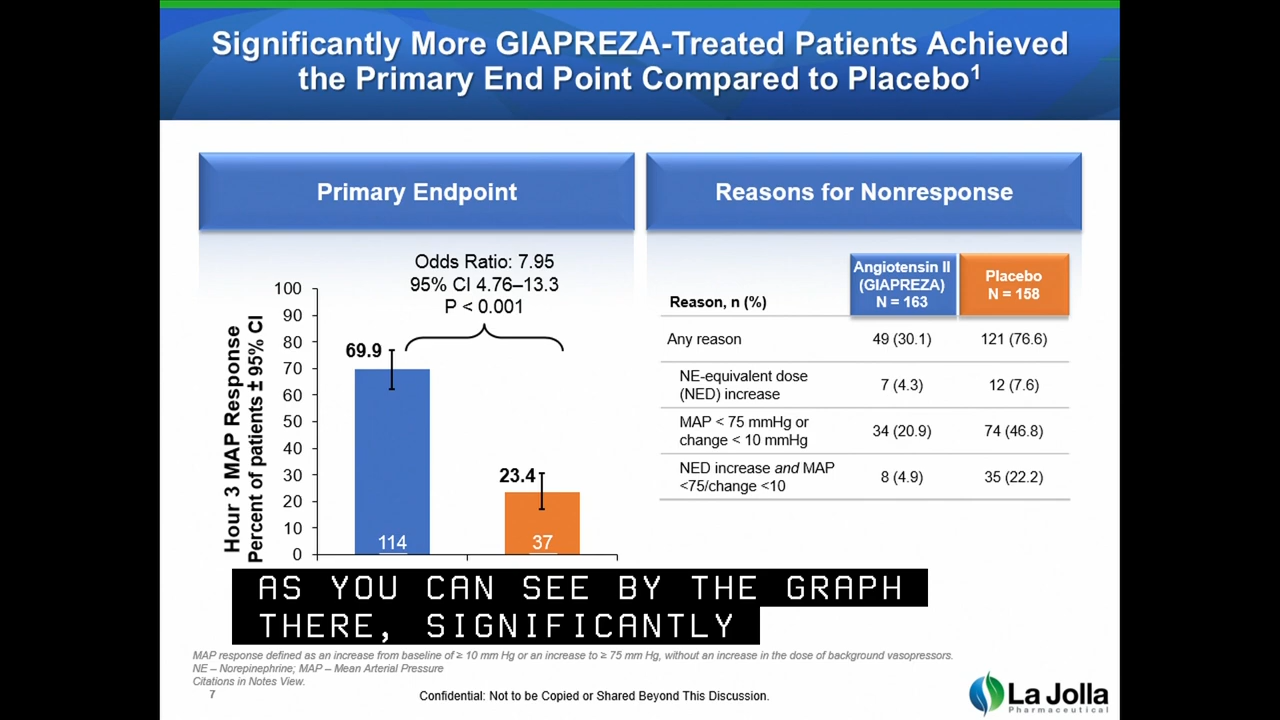 Significantly More GIAPREZA-Treated Patients Achieved
the Primary End Point Compared to Placebo1
Primary Endpoint
Odds Ratio: 7.95
95% CI 4.76–13.3
P < 0.001
Hour 3 MAP Response
Percent of patients ± 95% CI
100
90
80
70
60
50
40
30
20
10
0
69.9
23.4
114
37
Reasons for Nonresponse
Reason, n (%)
Angiotensin II
(GIAPREZA)
N = 163
Placebo
N = 158
Any reason 49 (30.1) 121 (76.6)
NE-equivalent dose
(NED) increase
7 (4.3) 12 (7.6)
MAP < 75 mmHg or
change < 10 mmHg
34 (20.9) 74 (46.8)
NED increase and MAP
<75/change <10
8 (4.9) 35 (22.2)
AS YOU CAN SEE BY THE GRAPH
THERE, SIGNIFICANTLY
MAP response defined as an increase from baseline of ≥ 10 mm Hg or an increase to ≥ 75 mm Hg, without an increase in the dose of background vasopressors.
NE – Norepinephrine; MAP – Mean Arterial Pressure
Citations in Notes View.
7
Confidential: Not to be Copied or Shared Beyond This Discussion.
La Jolla
Pharmaceutical